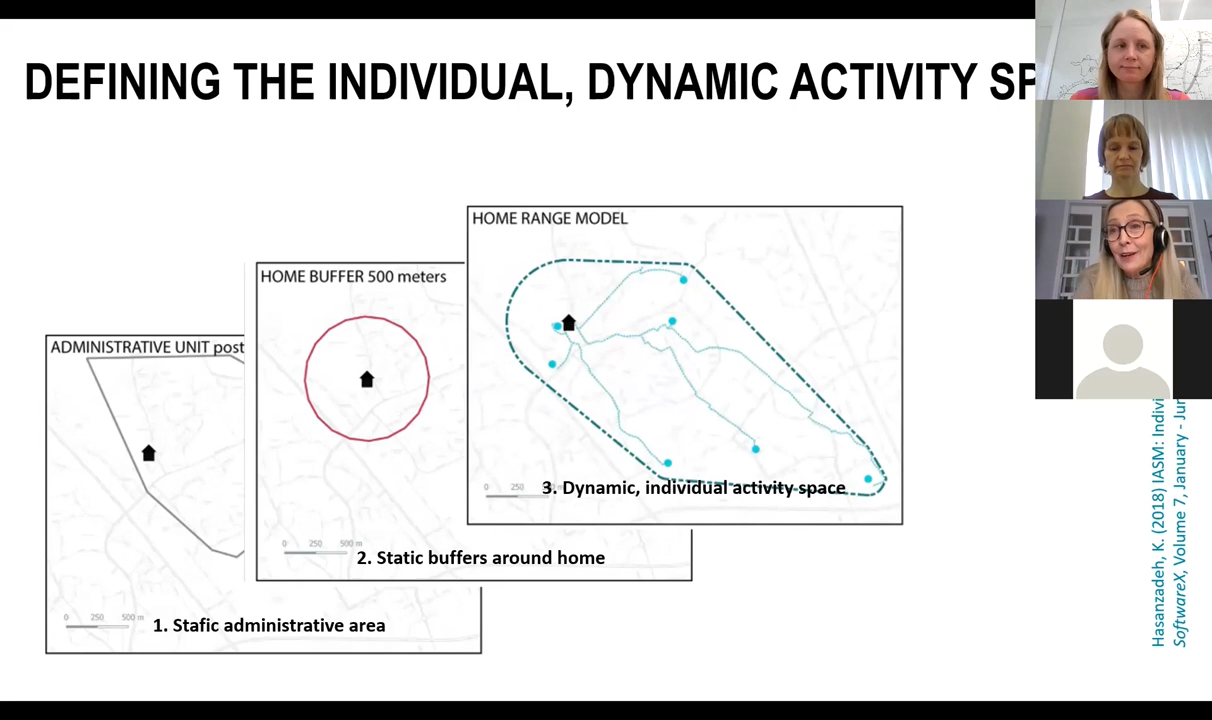 DEFINING THE INDIVIDUAL, DYNAMIC ACTIVITY SP
HOME RANGE MODEL
0 250
3. Dynamic, individual activity space
HOME BUFFER 500 meters
0 250 500 m
2. Static buffers around home
ADMINISTRATIVE UNIT post
0 250 500 m
1. Stafic administrative area
Hasanzadeh, K. (2018) IASM: Indivi
SoftwareX, Volume 7, January - Jun